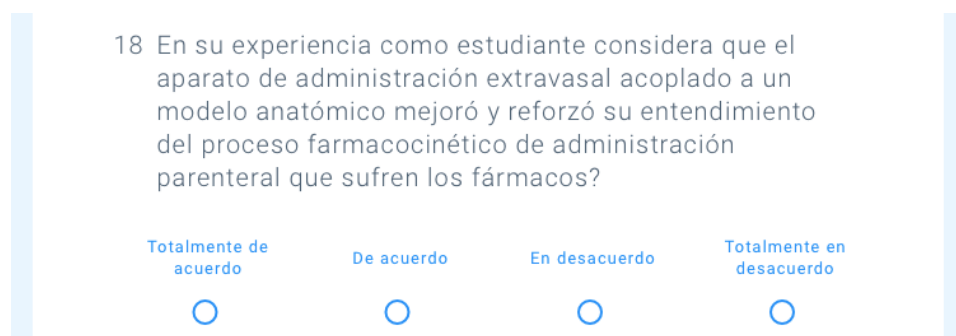 18 En su experiencia como estudiante considera que el
aparato de administración extravasal acoplado a un
modelo anatómico mejoró y reforzó su entendimiento
del proceso farmacocinético de administración
parenteral que sufren los fármacos?
Totalmente de
acuerdo
De acuerdo
En desacuerdo
Totalmente en
desacuerdo